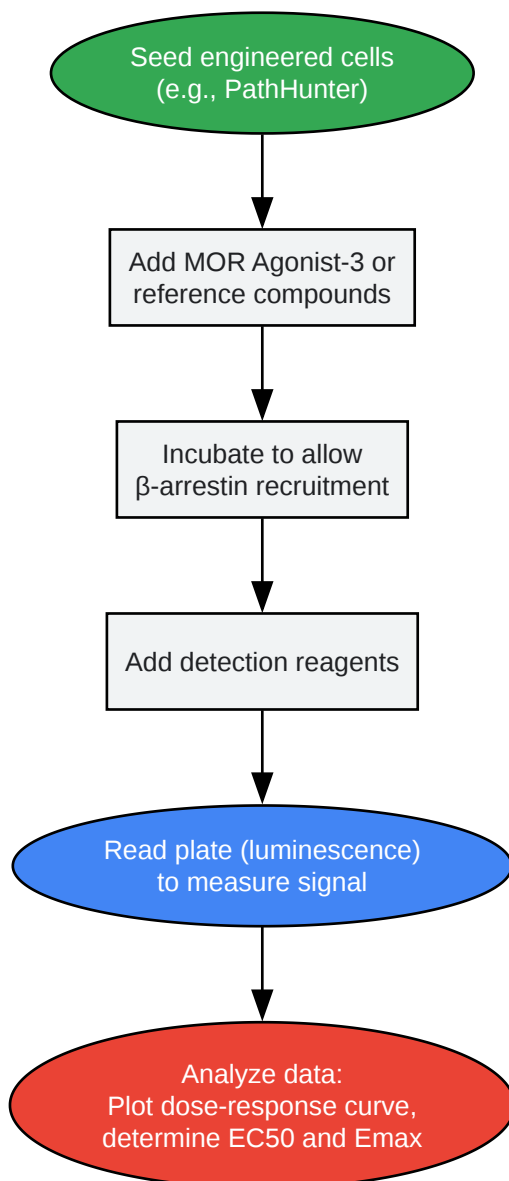 Seed engineered cells
(e.g., PathHunter)
Add MOR Agonist-3 or
reference compounds
Incubate to allow
β-arrestin recruitment
Add detection reagents
Read plate (luminescence)
to measure signal
Analyze data:
Plot dose-response curve,
determine EC50 and Emax